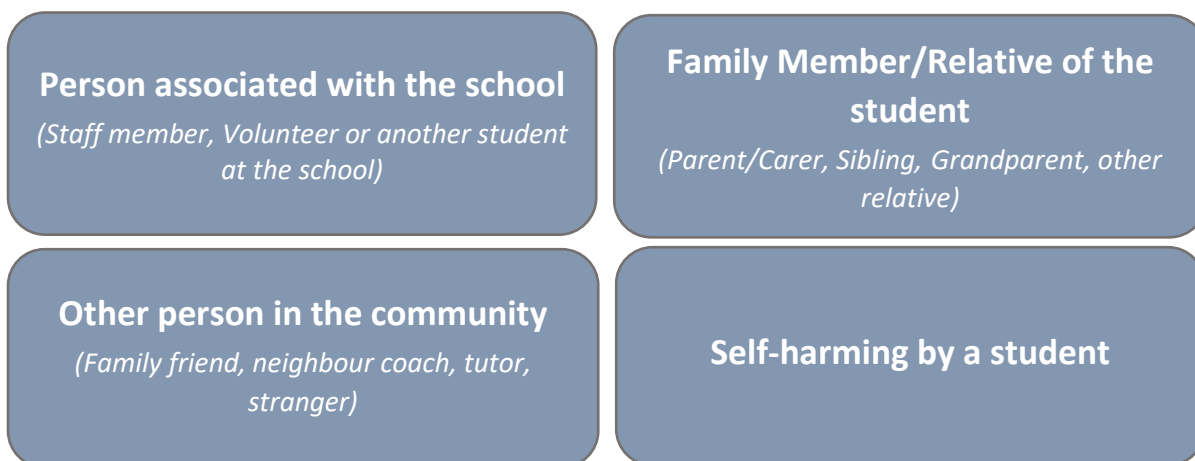 Person associated with the school
(Staff member, Volunteer or another student
at the school)
Family Member/Relative of the
student
(Parent/Carer, Sibling, Grandparent, other
relative)
Other person in the community
(Family friend, neighbour coach, tutor,
stranger)
Self-harming by a student